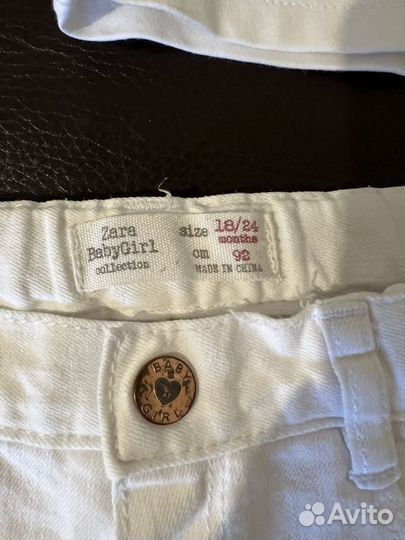 Zara
BabyGirl
collection
size 18/24
months
cm 92
MADE IN CHINA
BABY
GIRL
Avito